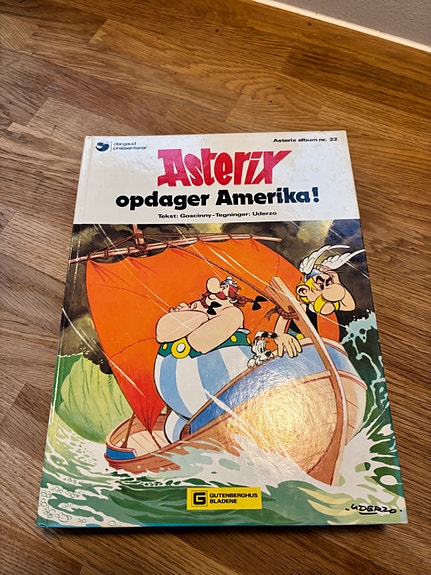 dargaud
præsenterer
Asterix album nr. 22
Asterix
opdager Amerika!
Tekst: Goscinny - Tegninger: Uderzo
G
GUTENBERGHUS
BLADENE
-UDERZO-